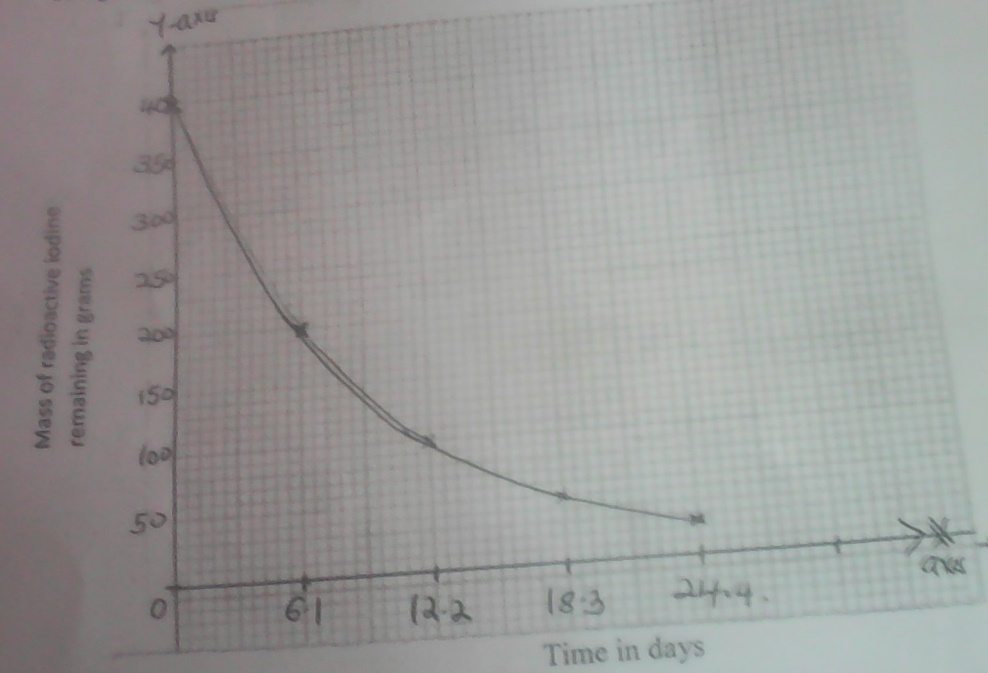 Y-axis
40
350
300
250
200
150
100
50
0
6.1
12.2
18.3
24.4.
X
axis
Time in days
Mass of radioactive iodine
remaining in grams